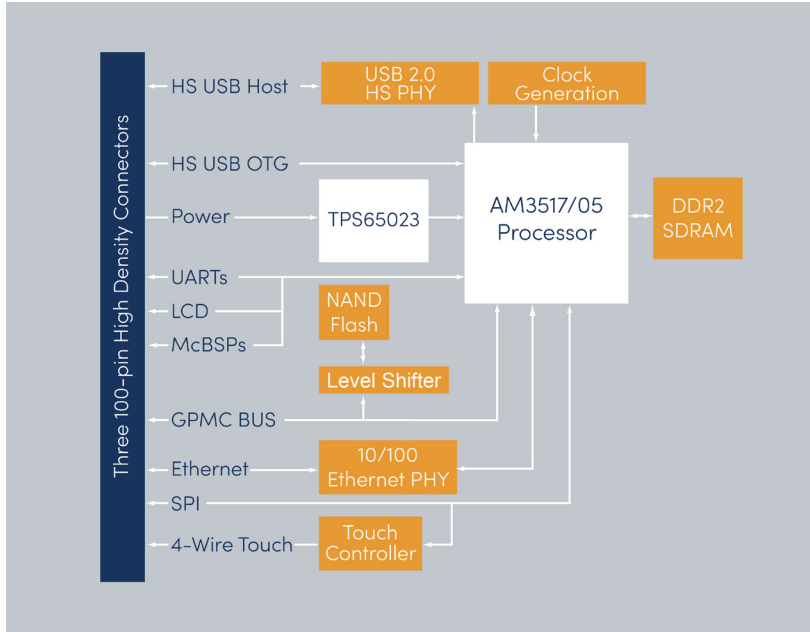 Three 100-pin High Density Connectors
HS USB Host
USB 2.0
HS PHY
Clock
Generation
HS USB OTG
AM3517/05
Processor
DDR2
SDRAM
Power
TPS65023
UARTs
LCD
McBSPs
NAND
Flash
Level Shifter
GPMC BUS
Ethernet
10/100
Ethernet PHY
SPI
4-Wire Touch
Touch
Controller